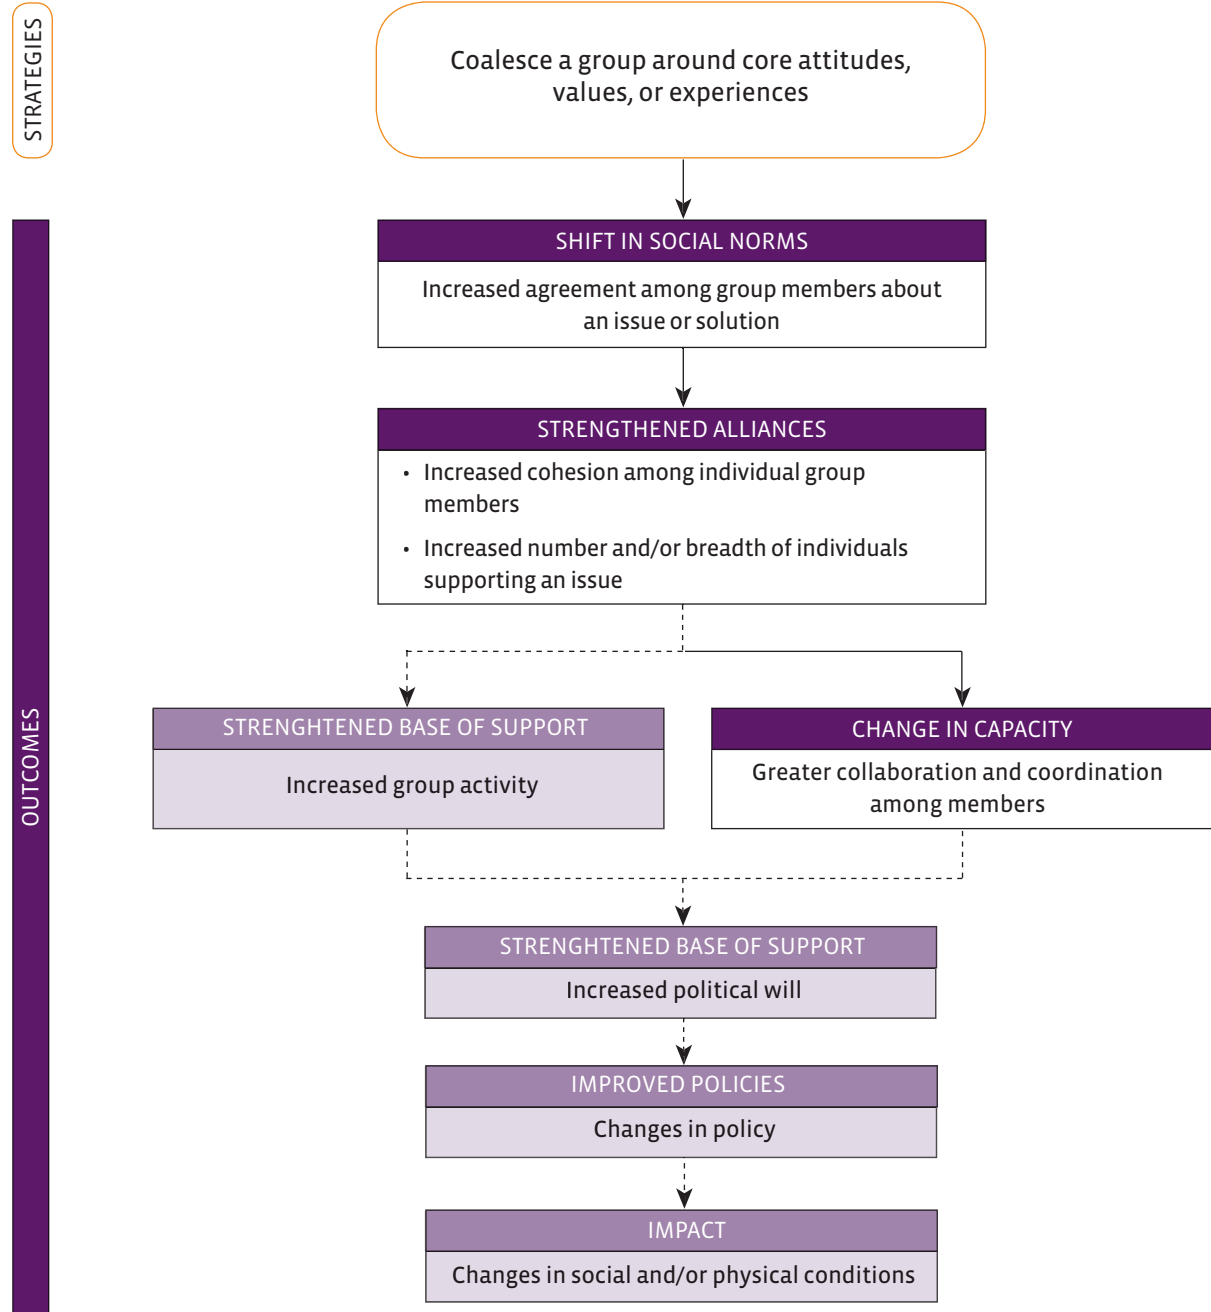 STRATEGIES
Coalesce a group around core attitudes,
values, or experiences
OUTCOMES
SHIFT IN SOCIAL NORMS
Increased agreement among group members about
an issue or solution
STRENGTHENED ALLIANCES
• Increased cohesion among individual group
members
• Increased number and/or breadth of individuals
supporting an issue
STRENGHTENED BASE OF SUPPORT
Increased group activity
CHANGE IN CAPACITY
Greater collaboration and coordination
among members
STRENGHTENED BASE OF SUPPORT
Increased political will
IMPROVED POLICIES
Changes in policy
IMPACT
Changes in social and/or physical conditions